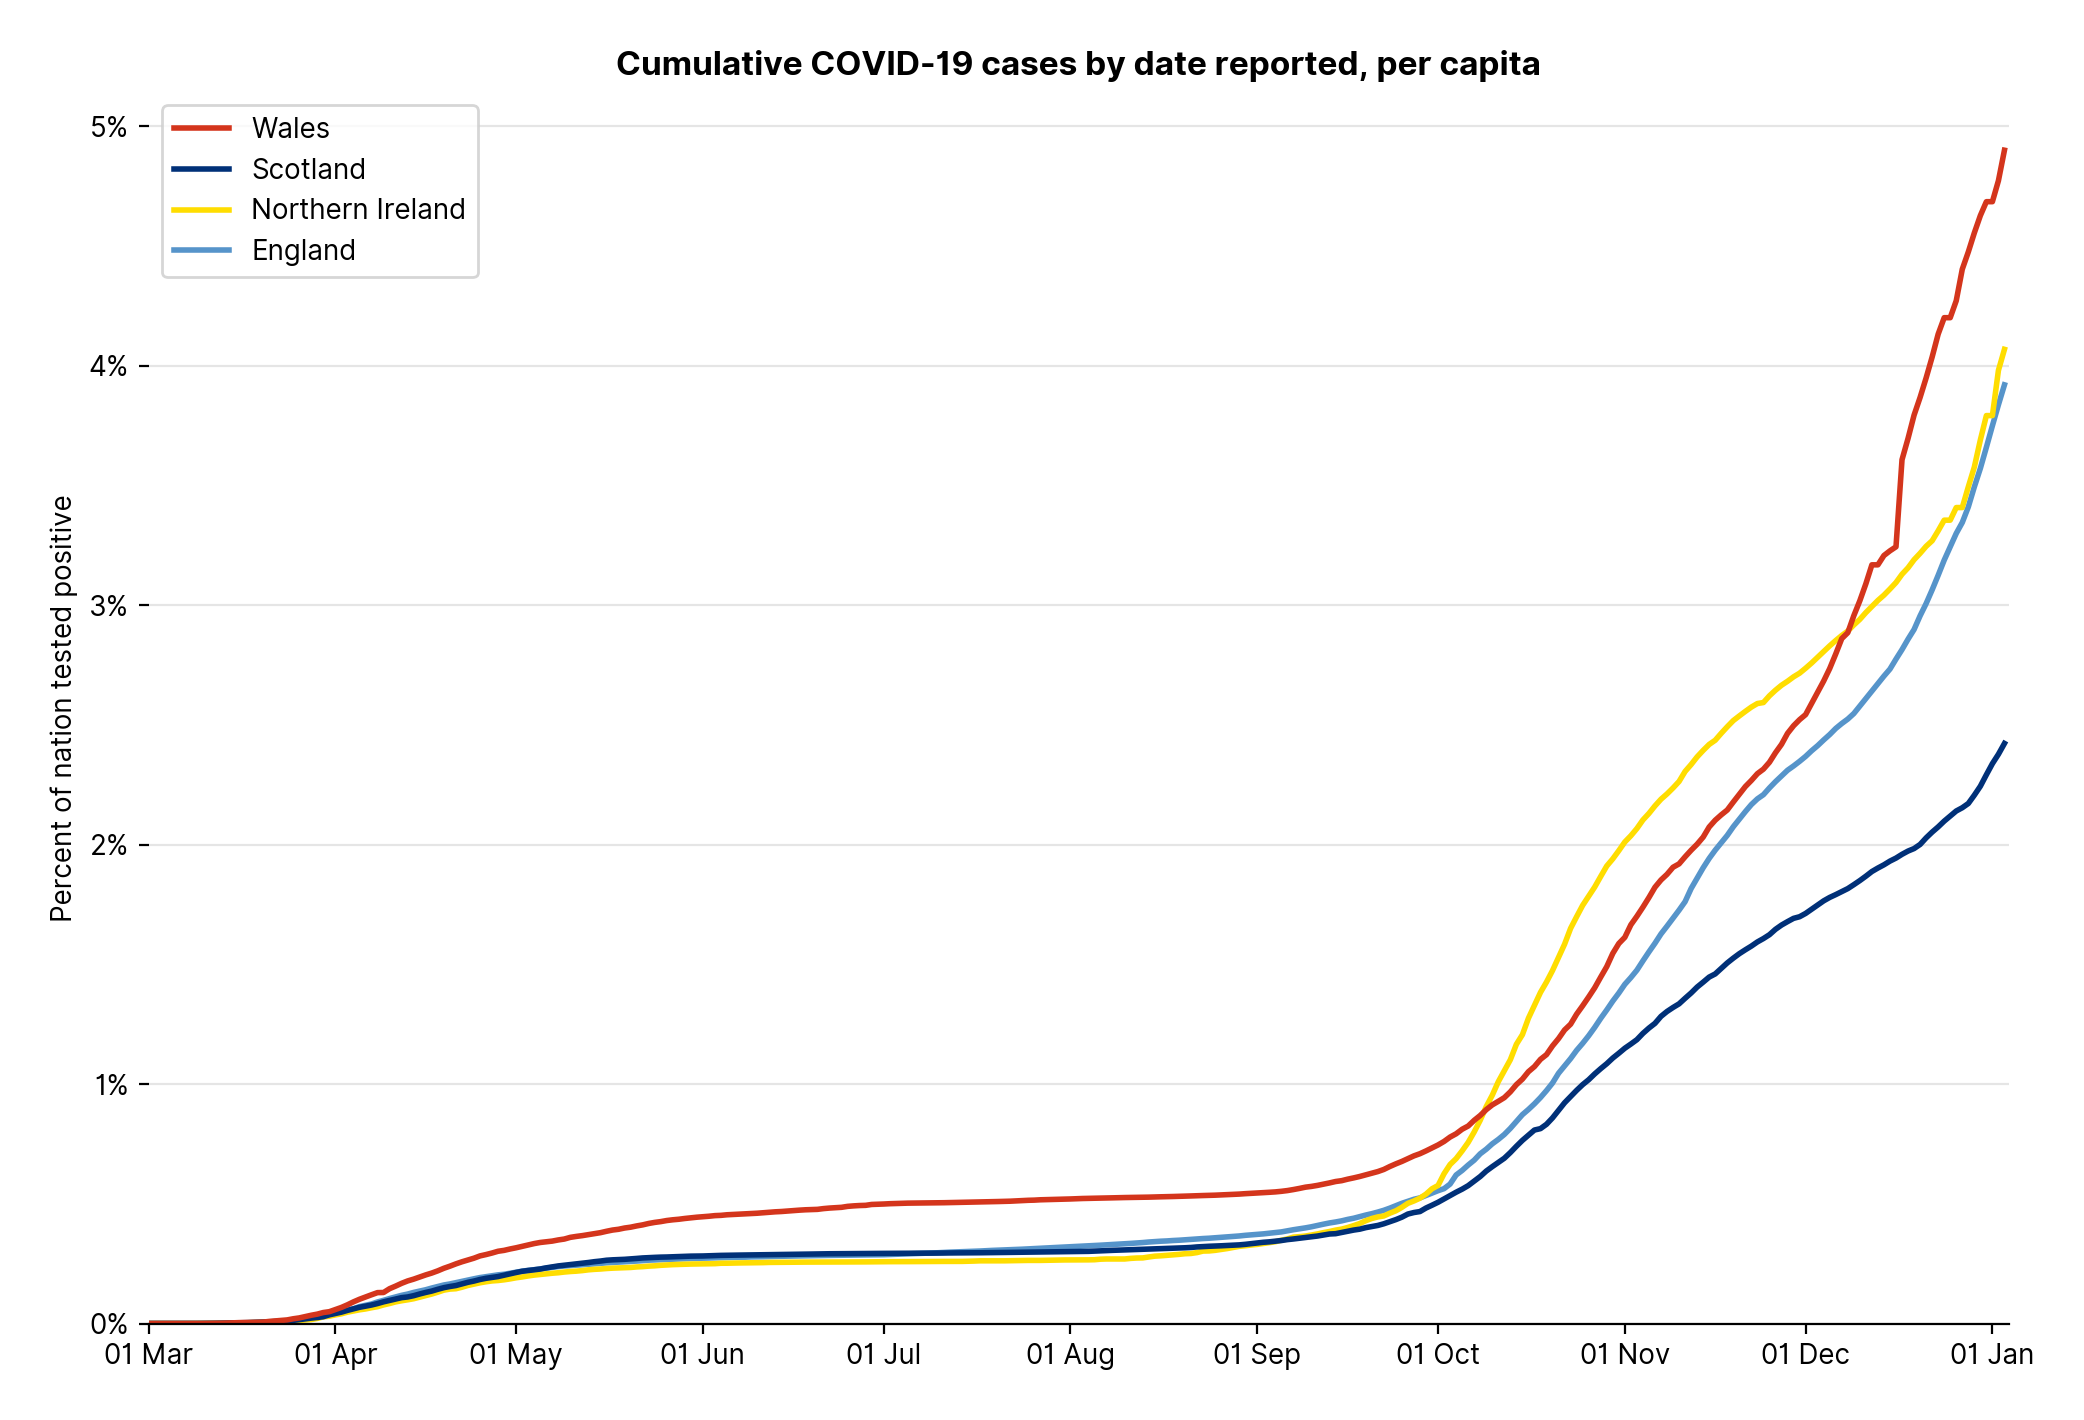 Cumulative COVID-19 cases by date reported, per capita
Wales
Scotland
Northern Ireland
England
Percent of nation tested positive
5%
4%
3%
2%
1%
0%
01 Mar
01 Apr
01 May
01 Jun
01 Jul
01 Aug
01 Sep
01 Oct
01 Nov
01 Dec
01 Jan